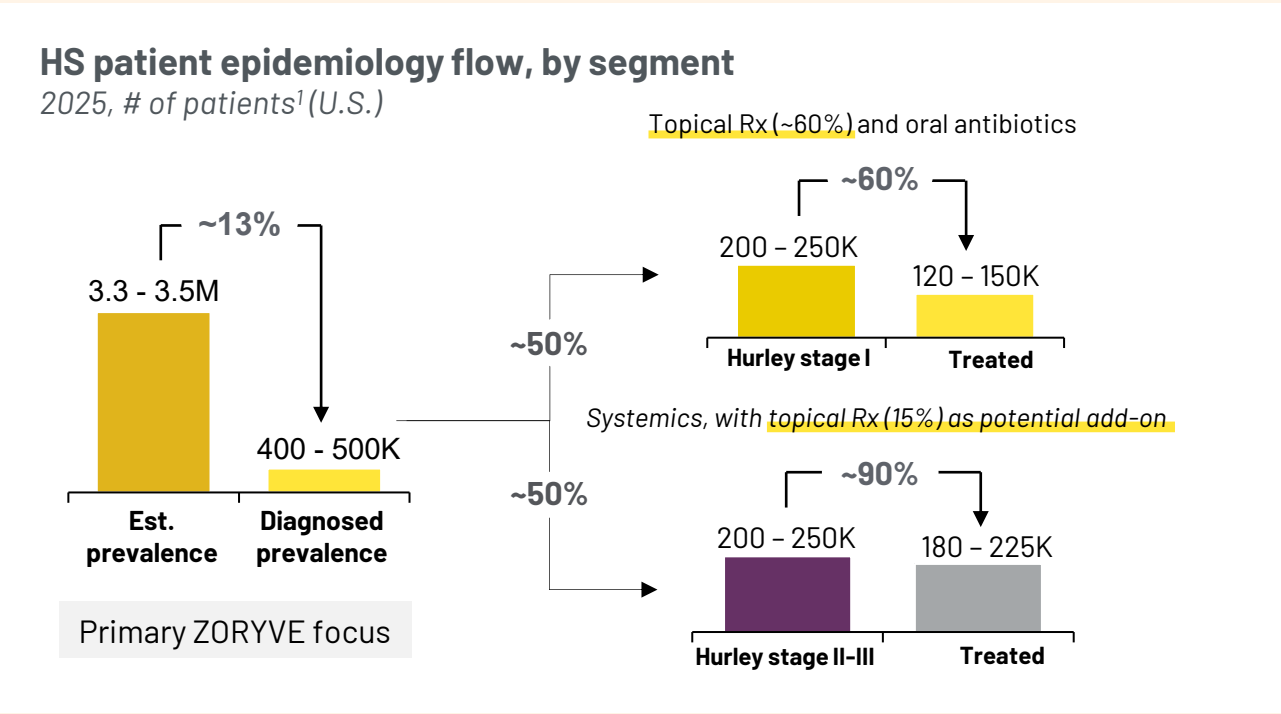 HS patient epidemiology flow, by segment
2025, # of patients¹ (U.S.)
~13%
3.3 - 3.5M
400 - 500K
Est.
prevalence
Diagnosed
prevalence
Primary ZORYVE focus
~50%
~50%
Topical Rx (~60%) and oral antibiotics
~60%
200 – 250K
120 – 150K
Hurley stage I
Treated
Systemics, with topical Rx (15%) as potential add-on
~90%
200 – 250K
180 – 225K
Hurley stage II-III
Treated